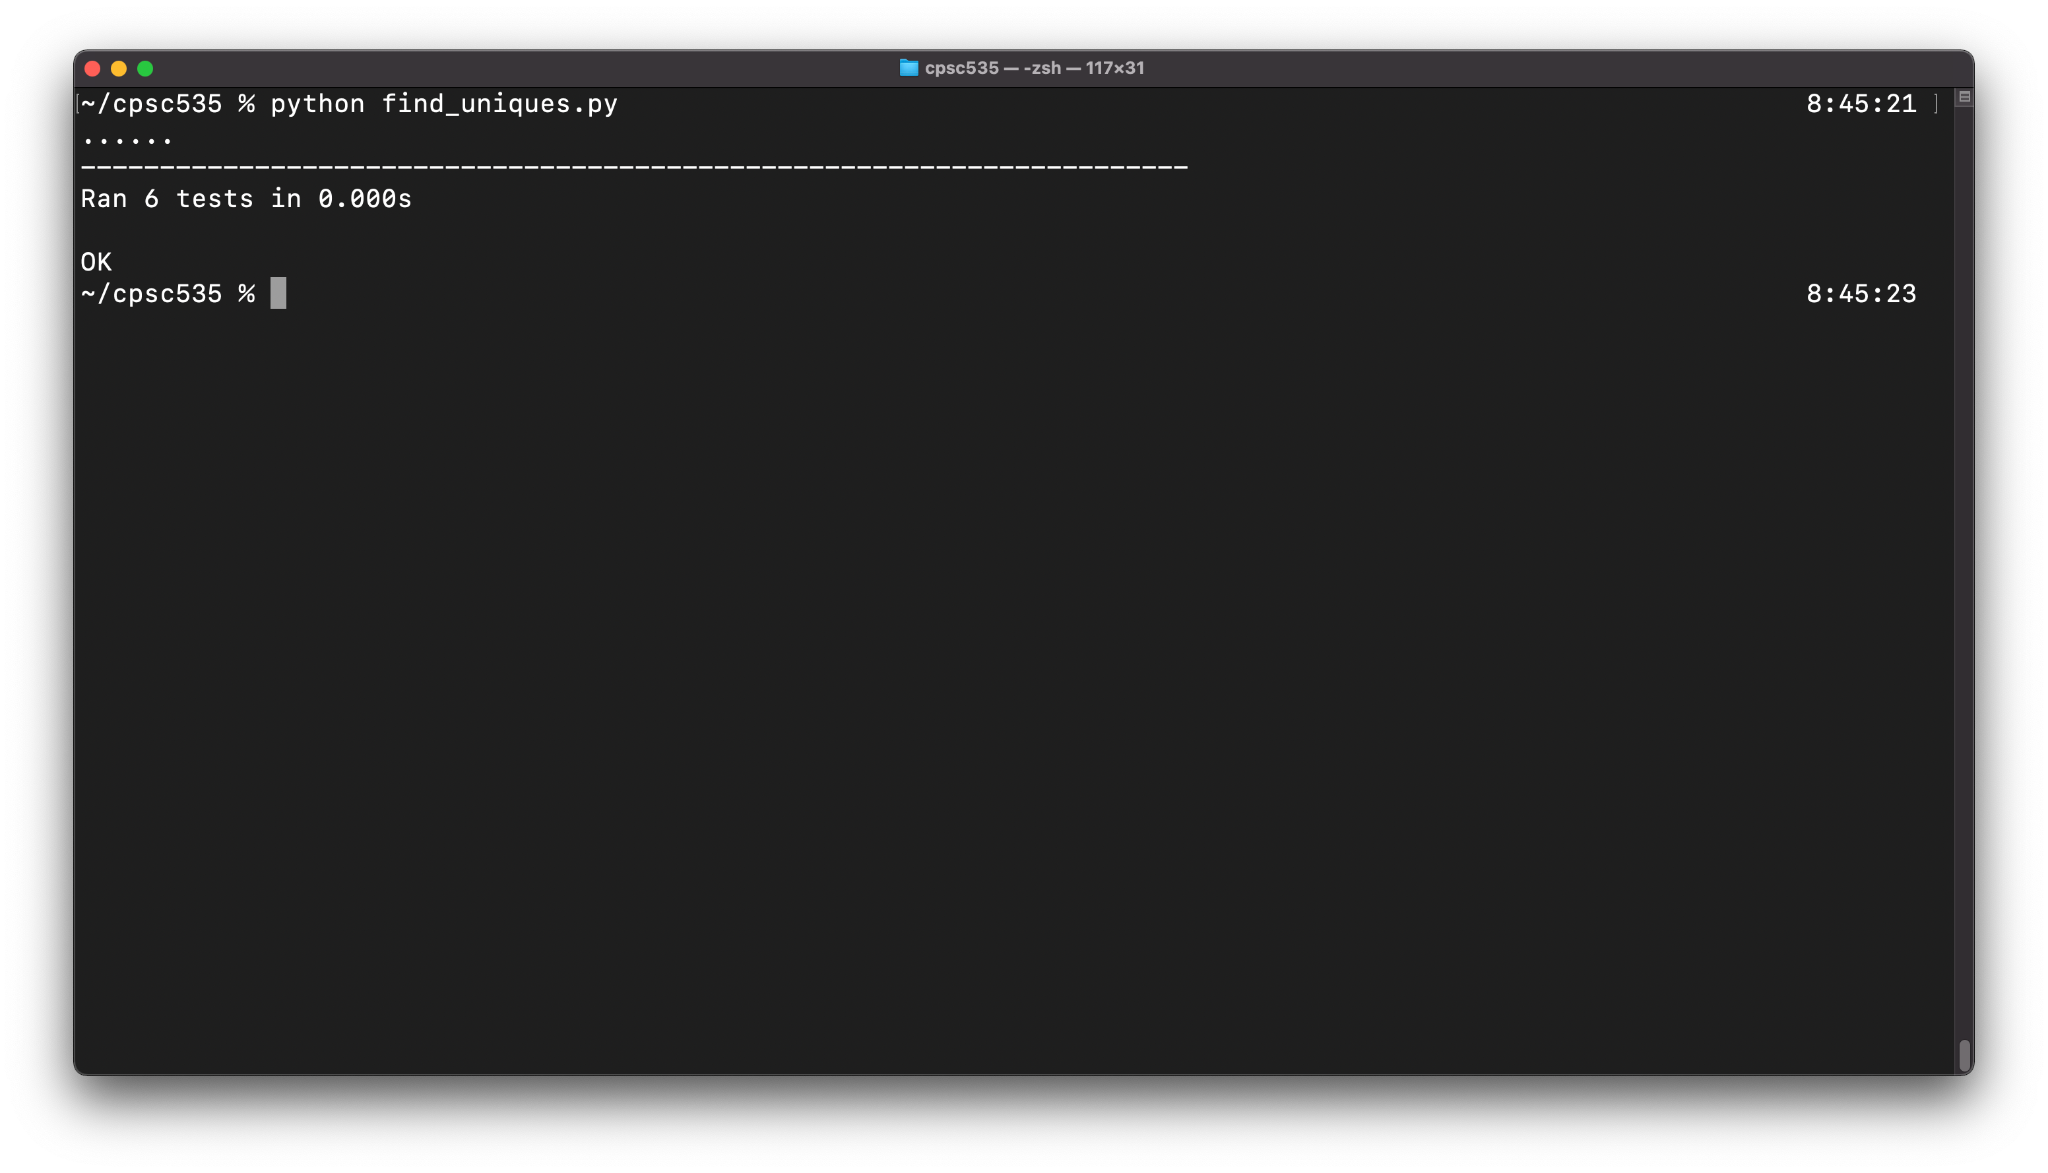 cpsc535 — -zsh — 117×31
[~/cpsc535 % python find_uniques.py 8:45:21 ]
......
----------------------------------------------------------------------
Ran 6 tests in 0.000s
OK
~/cpsc535 % 8:45:23